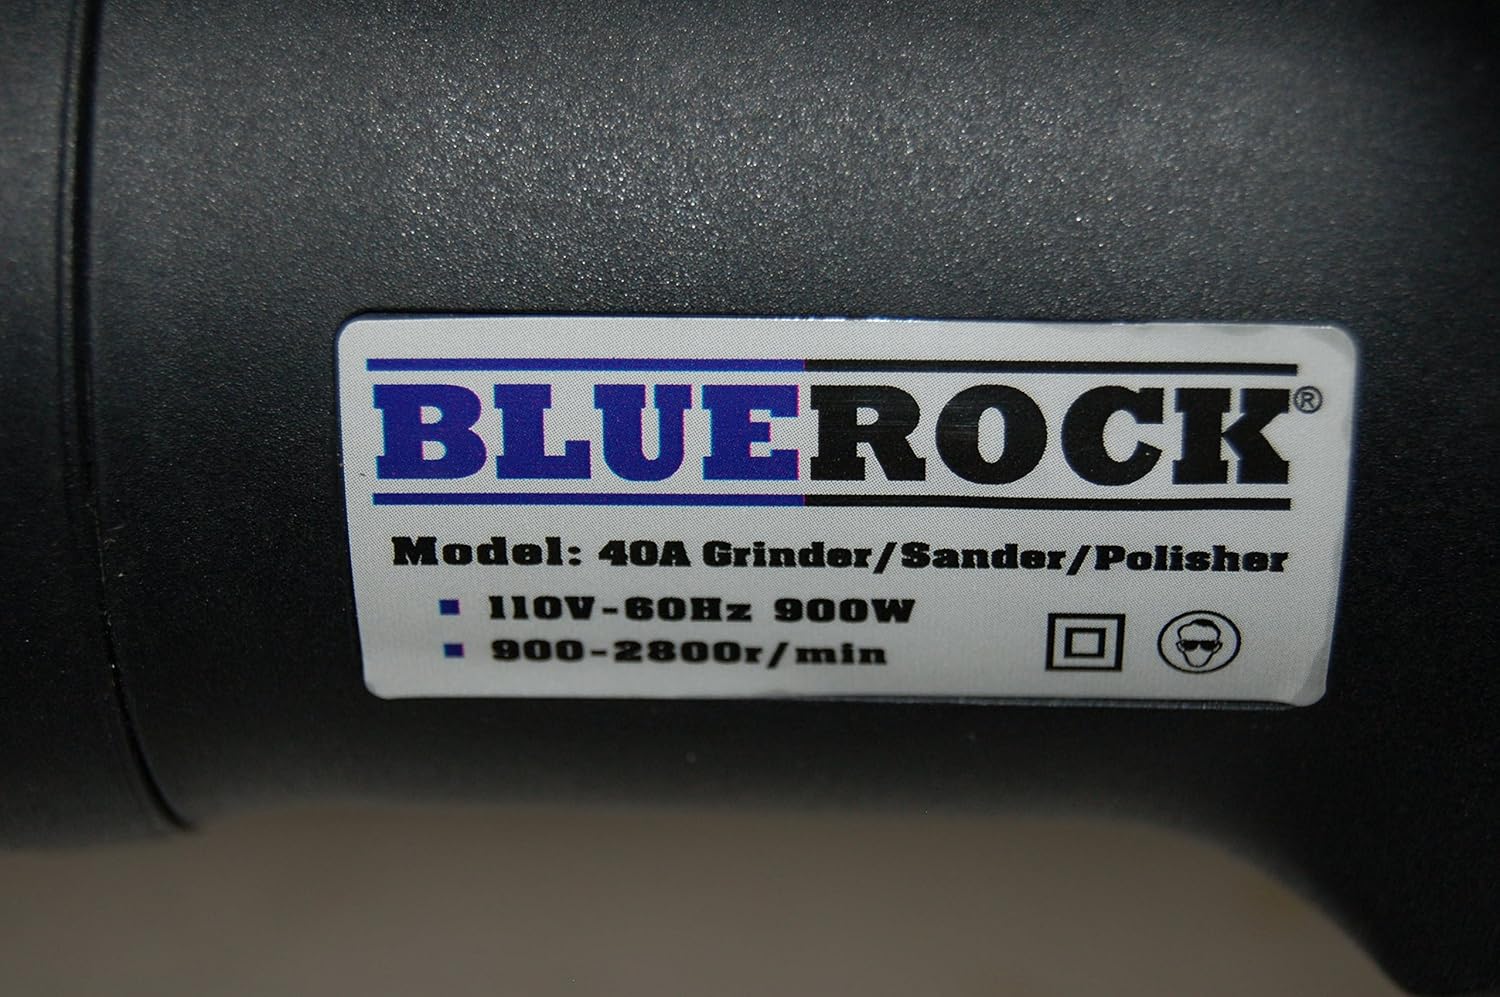 BLUEROCK®
Model: 40A Grinder/Sander/Polisher
110V-60Hz 900W
900-2800r/min